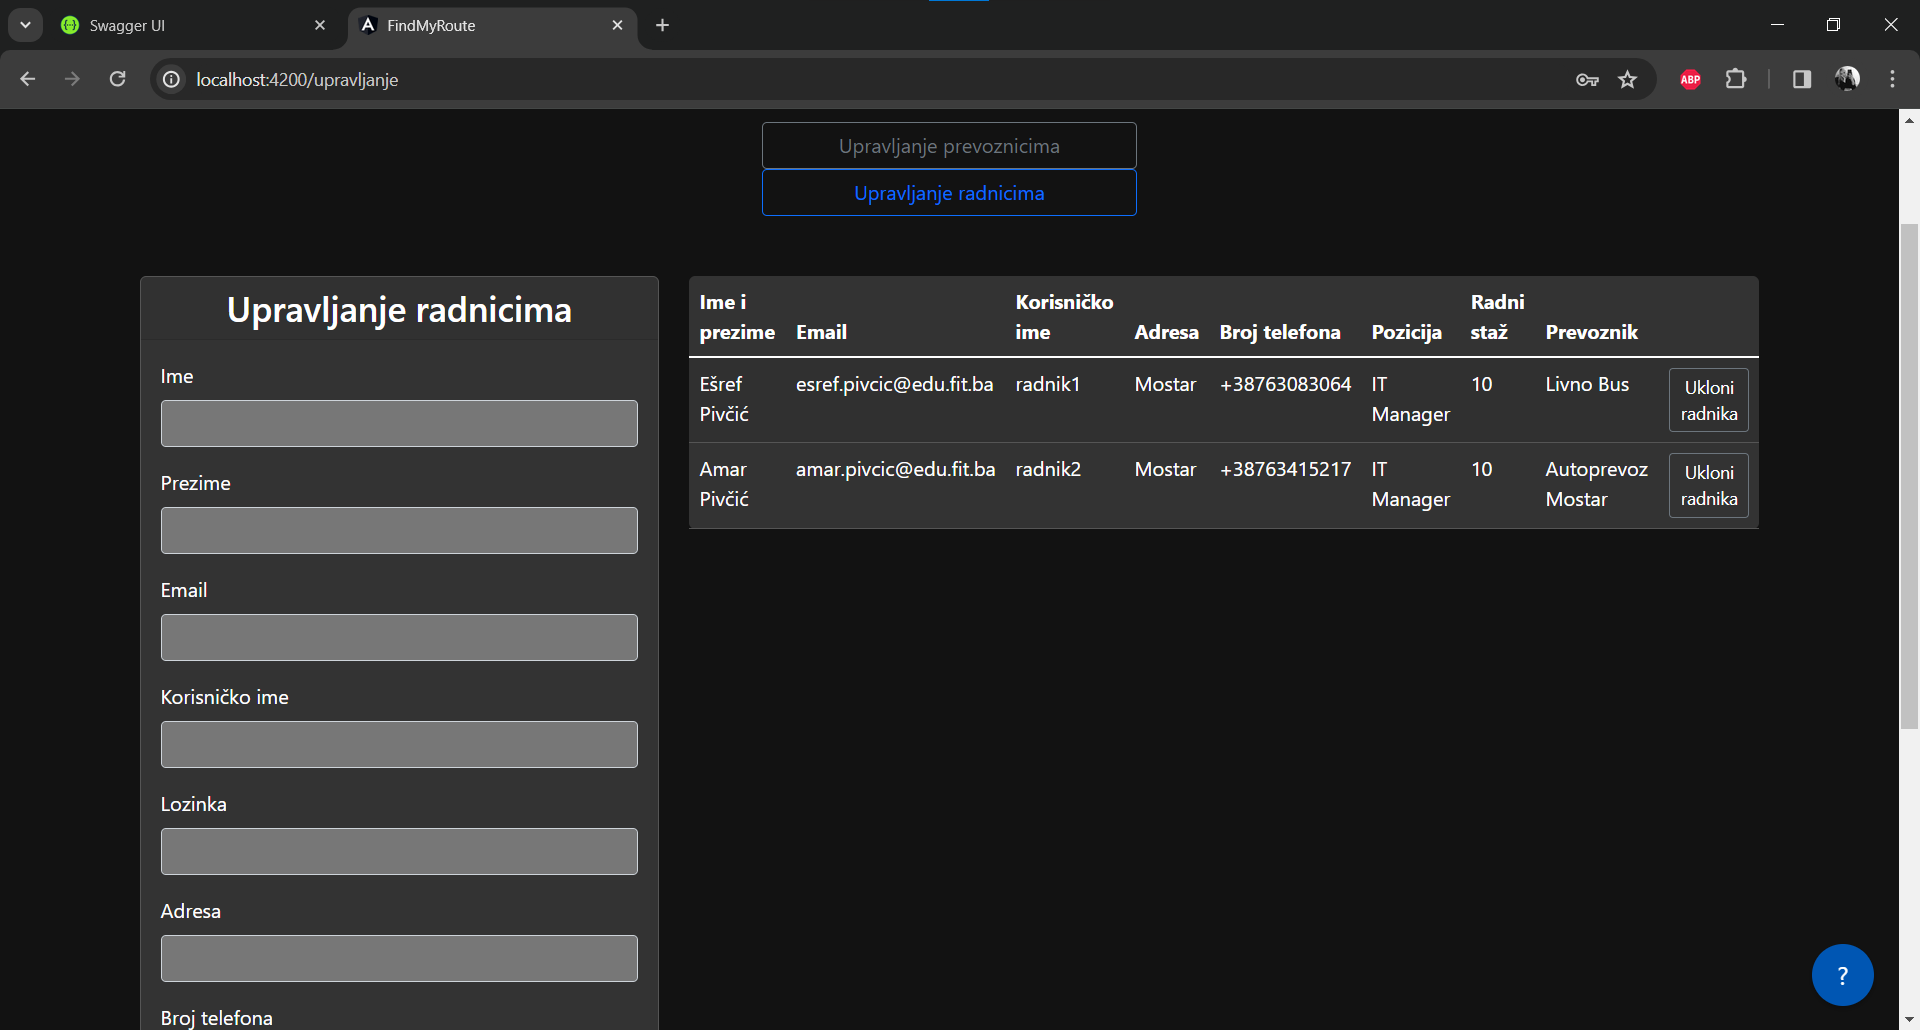 Swagger UI
FindMyRoute
localhost:4200/upravljanje
ABP
Upravljanje prevoznicima
Upravljanje radnicima
Upravljanje radnicima
Ime
Prezime
Email
Korisničko ime
Lozinka
Adresa
Broj telefona
Ime i prezime Email Korisničko ime Adresa Broj telefona Pozicija Radni staž Prevoznik
Ešref Pivčić esref.pivcic@edu.fit.ba radnik1 Mostar +38763083064 IT Manager 10 Livno Bus Ukloni radnika
Amar Pivčić amar.pivcic@edu.fit.ba radnik2 Mostar +38763415217 IT Manager 10 Autoprevoz Mostar Ukloni radnika
?